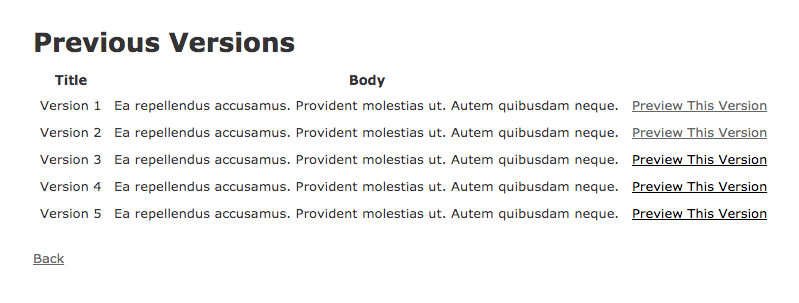 Previous Versions
Title Body
Version 1 Ea repellendus accusamus. Provident molestias ut. Autem quibusdam neque. Preview This Version
Version 2 Ea repellendus accusamus. Provident molestias ut. Autem quibusdam neque. Preview This Version
Version 3 Ea repellendus accusamus. Provident molestias ut. Autem quibusdam neque. Preview This Version
Version 4 Ea repellendus accusamus. Provident molestias ut. Autem quibusdam neque. Preview This Version
Version 5 Ea repellendus accusamus. Provident molestias ut. Autem quibusdam neque. Preview This Version
Back